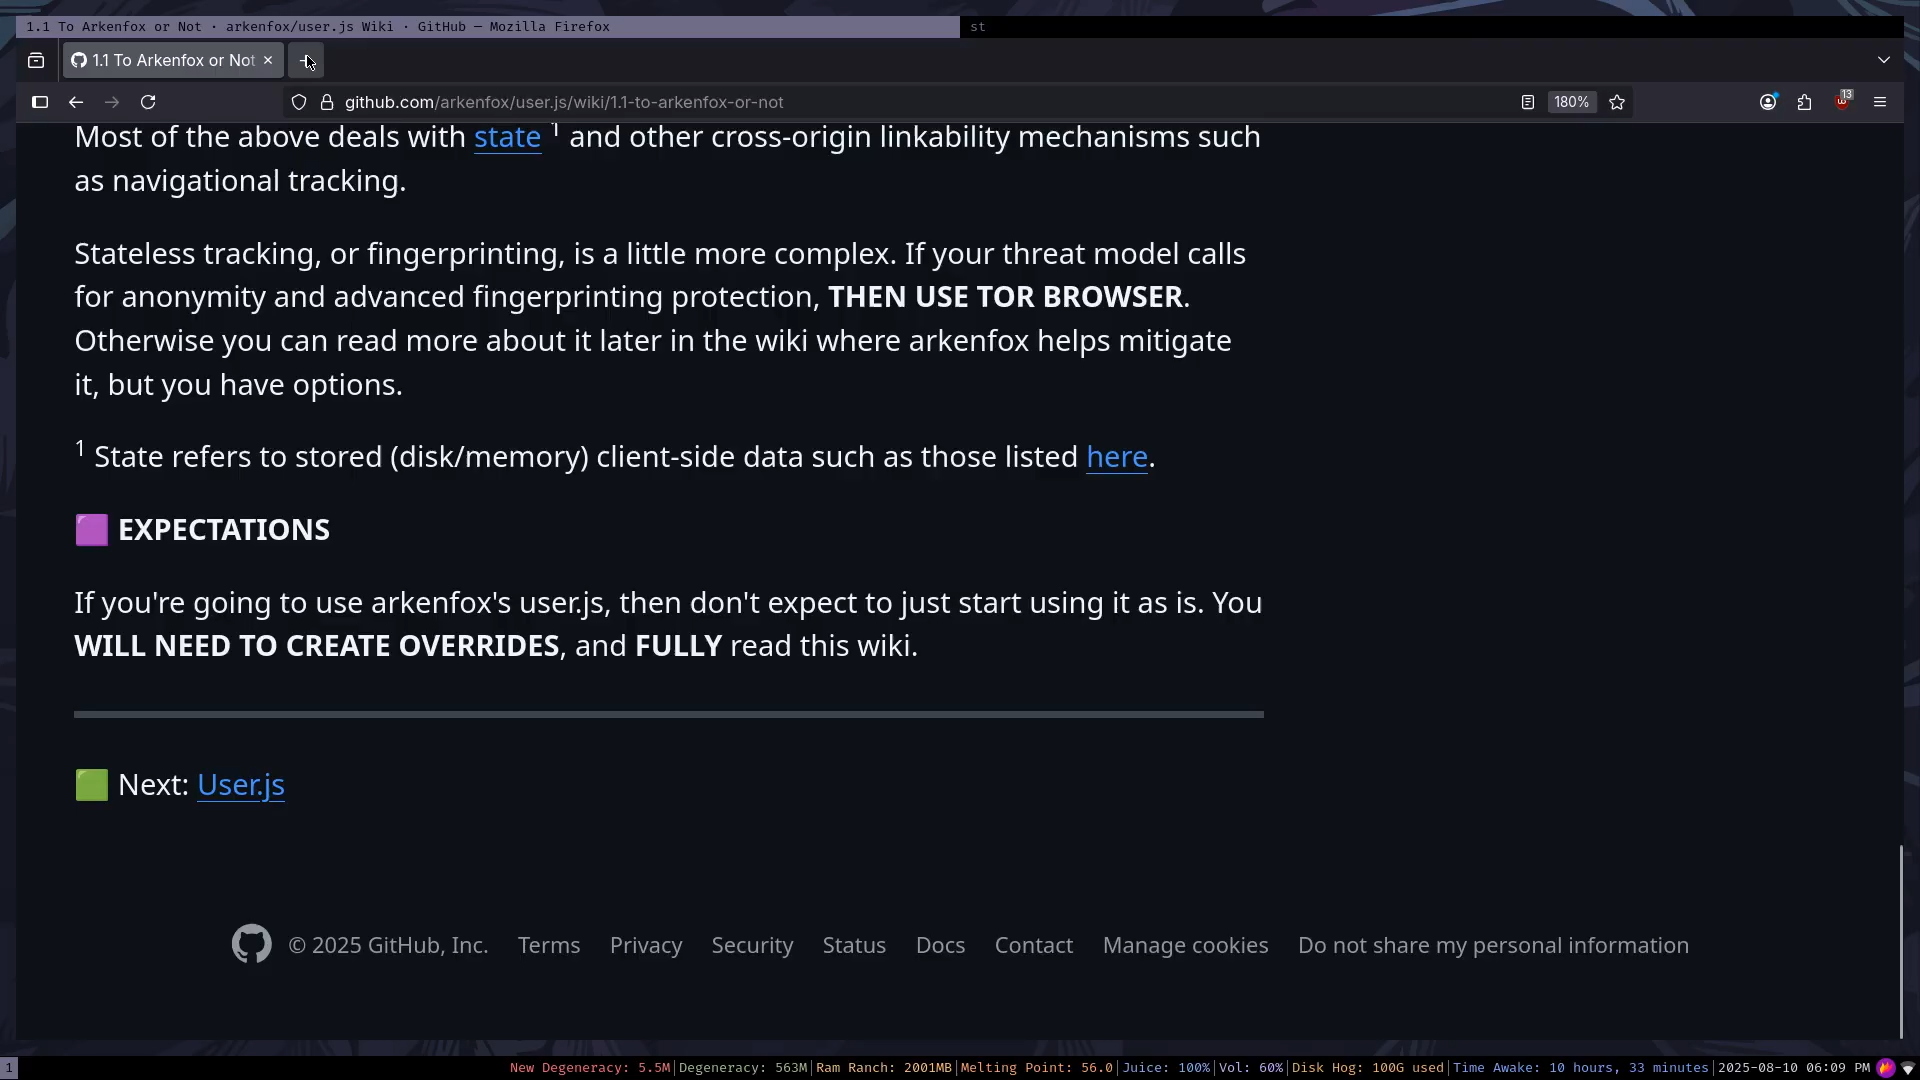 1.1 To Arkenfox or Not · arkenfox/user.js Wiki · GitHub — Mozilla Firefox
st
1.1 To Arkenfox or Not
github.com/arkenfox/user.js/wiki/1.1-to-arkenfox-or-not
180%
13
Most of the above deals with state 1 and other cross-origin linkability mechanisms such
as navigational tracking.
Stateless tracking, or fingerprinting, is a little more complex. If your threat model calls
for anonymity and advanced fingerprinting protection, THEN USE TOR BROWSER.
Otherwise you can read more about it later in the wiki where arkenfox helps mitigate
it, but you have options.
1 State refers to stored (disk/memory) client-side data such as those listed here.
EXPECTATIONS
If you're going to use arkenfox's user.js, then don't expect to just start using it as is. You
WILL NEED TO CREATE OVERRIDES, and FULLY read this wiki.
Next: User.js
© 2025 GitHub, Inc. Terms Privacy Security Status Docs Contact Manage cookies Do not share my personal information
1 New Degeneracy: 5.5M|Degeneracy: 563M|Ram Ranch: 2001MB|Melting Point: 56.0|Juice: 100%|Vol: 60%|Disk Hog: 100G used|Time Awake: 10 hours, 33 minutes|2025-08-10 06:09 PM